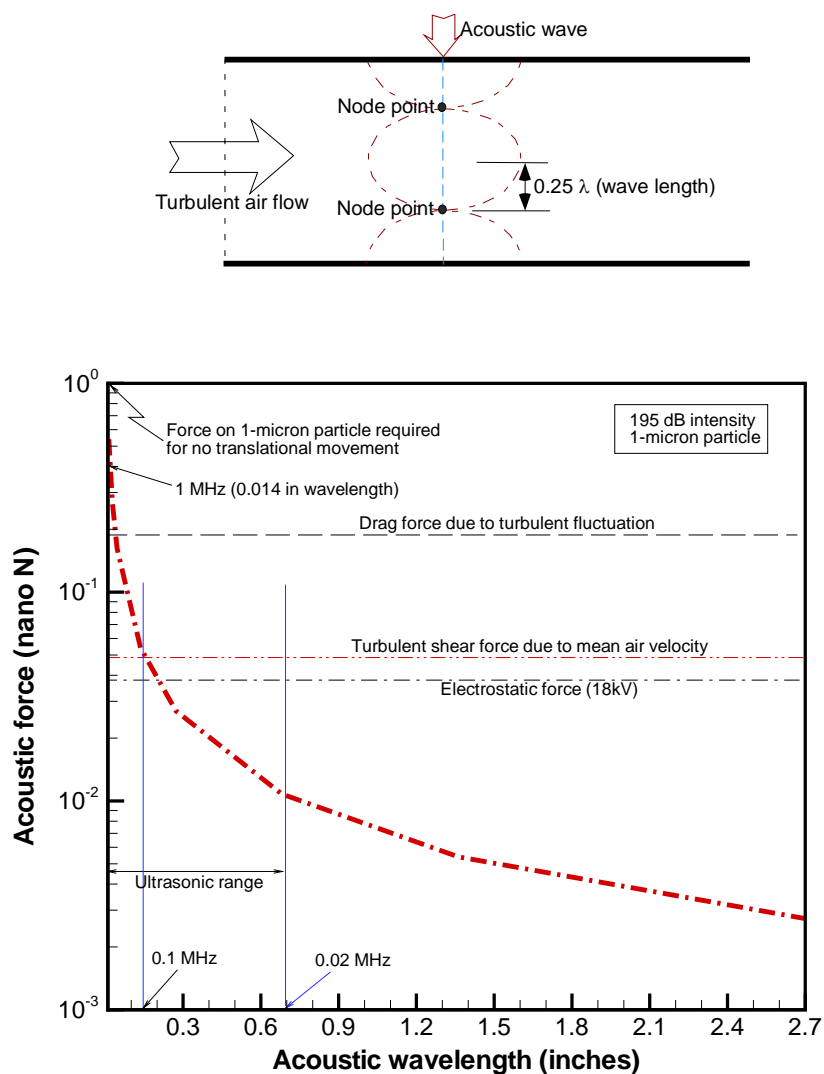 Acoustic wave
Node point
0.25 λ (wave length)
Turbulent air flow
Node point
10⁰
195 dB intensity
1-micron particle
Force on 1-micron particle required
for no translational movement
1 MHz (0.014 in wavelength)
Drag force due to turbulent fluctuation
10⁻¹
Turbulent shear force due to mean air velocity
Electrostatic force (18kV)
Acoustic force (nano N)
10⁻²
Ultrasonic range
0.1 MHz
0.02 MHz
10⁻³
0.3 0.6 0.9 1.2 1.5 1.8 2.1 2.4 2.7
Acoustic wavelength (inches)